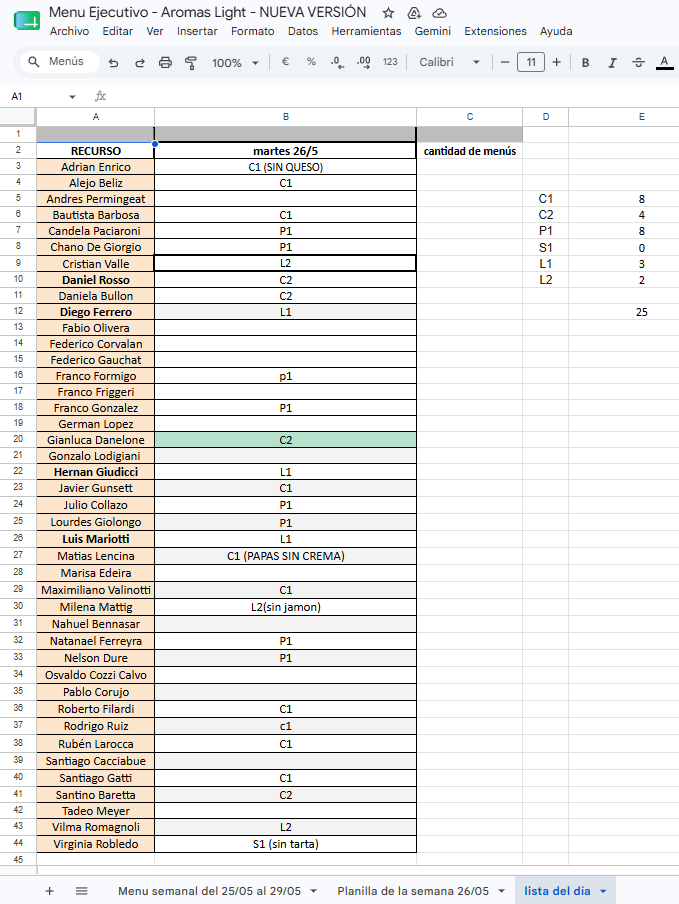 Menu Ejecutivo - Aromas Light - NUEVA VERSIÓN
Archivo Editar Ver Insertar Formato Datos Herramientas Gemini Extensiones Ayuda
Menús 100% € % .0 .00 123 Calibri 11 B I S A
A1 fx
A B C D E
1
2 RECURSO martes 26/5 cantidad de menús
3 Adrian Enrico C1 (SIN QUESO)
4 Alejo Beliz C1
5 Andres Permingeat C1 8
6 Bautista Barbosa C1 C2 4
7 Candela Paciaroni P1 P1 8
8 Chano De Giorgio P1 S1 0
9 Cristian Valle L2 L1 3
10 Daniel Rosso C2 L2 2
11 Daniela Bullon C2
12 Diego Ferrero L1 25
13 Fabio Olivera
14 Federico Corvalan
15 Federico Gauchat
16 Franco Formigo p1
17 Franco Friggeri
18 Franco Gonzalez P1
19 German Lopez
20 Gianluca Danelone C2
21 Gonzalo Lodigiani
22 Hernan Giudicci L1
23 Javier Gunsett C1
24 Julio Collazo P1
25 Lourdes Giolongo P1
26 Luis Mariotti L1
27 Matias Lencina C1 (PAPAS SIN CREMA)
28 Marisa Edeira
29 Maximiliano Valinotti C1
30 Milena Mattig L2(sin jamon)
31 Nahuel Bennasar
32 Natanael Ferreyra P1
33 Nelson Dure P1
34 Osvaldo Cozzi Calvo
35 Pablo Corujo
36 Roberto Filardi C1
37 Rodrigo Ruiz c1
38 Rubén Larocca C1
39 Santiago Cacciabue
40 Santiago Gatti C1
41 Santino Baretta C2
42 Tadeo Meyer
43 Vilma Romagnoli L2
44 Virginia Robledo S1 (sin tarta)
45
Menu semanal del 25/05 al 29/05 Planilla de la semana 26/05 lista del día